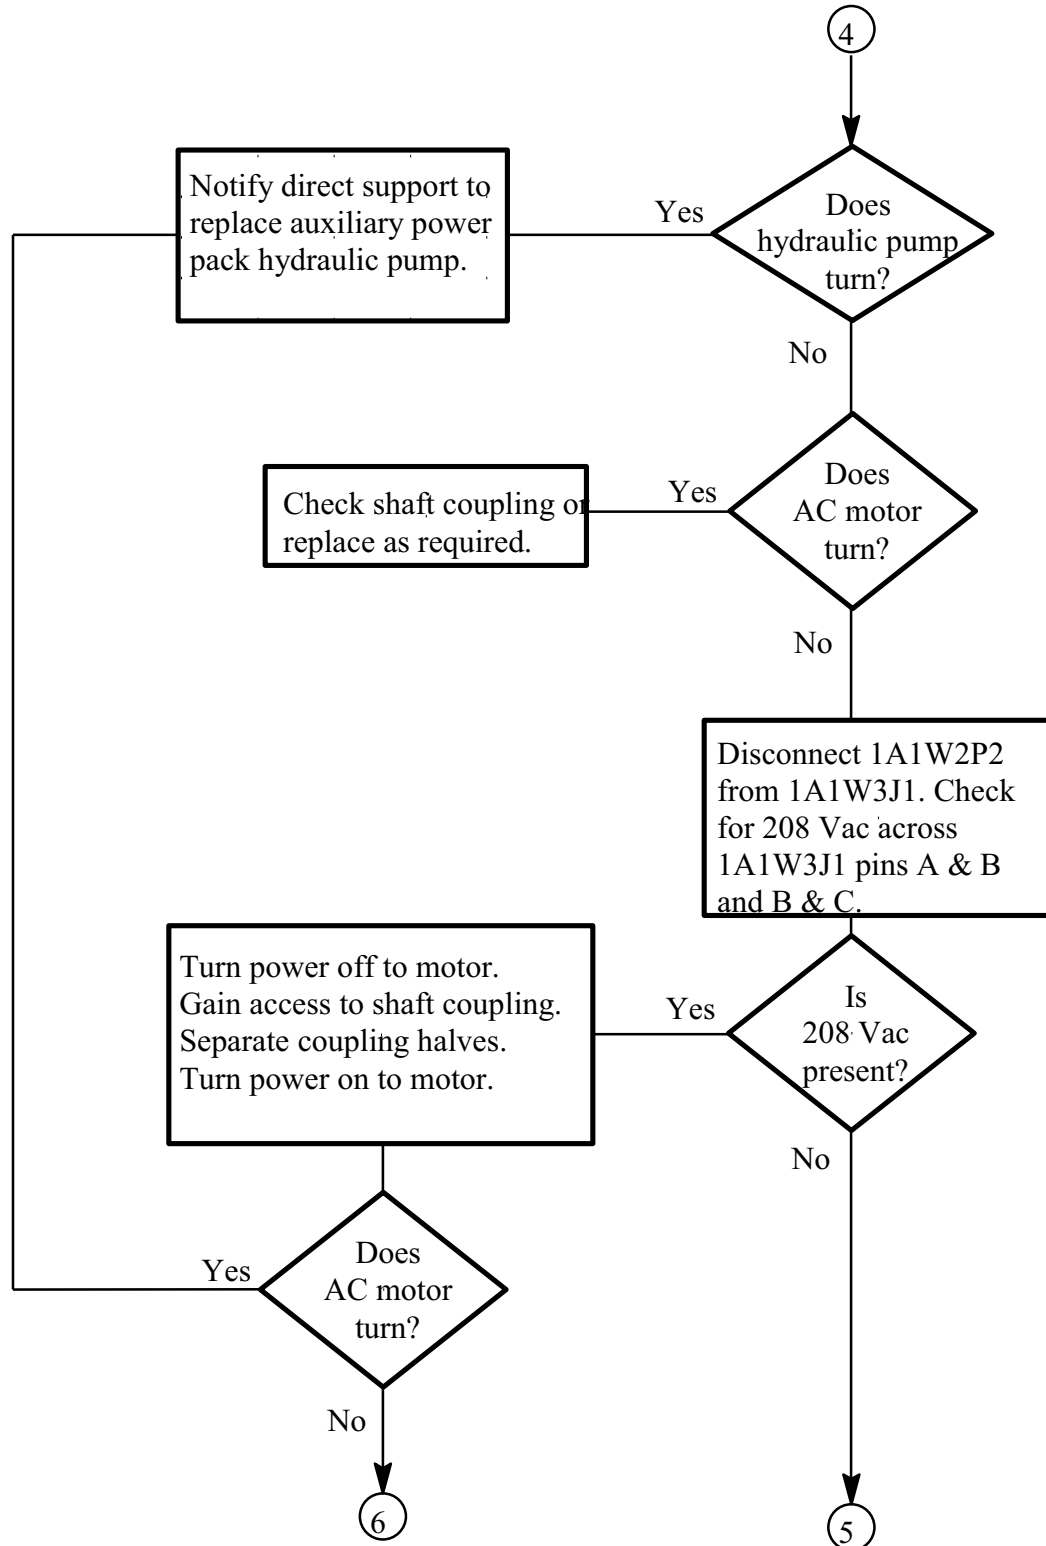 4
Does
hydraulic pump
turn?
Yes
Notify direct support to
replace auxiliary power
pack hydraulic pump.
No
Does
AC motor
turn?
Yes
Check shaft coupling or
replace as required.
No
Disconnect 1A1W2P2
from 1A1W3J1. Check
for 208 Vac across
1A1W3J1 pins A & B
and B & C.
Is
208 Vac
present?
Yes
Turn power off to motor.
Gain access to shaft coupling.
Separate coupling halves.
Turn power on to motor.
No
Does
AC motor
turn?
Yes
No
6
5